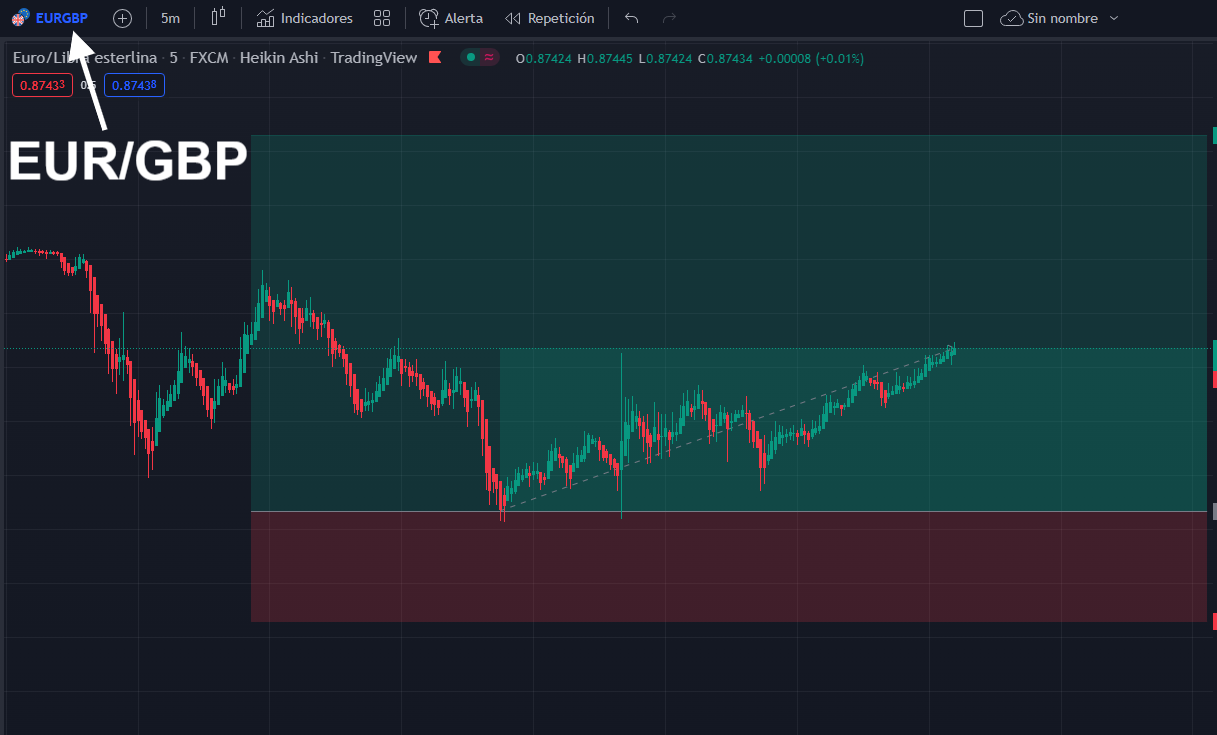 EURGBP 5m Indicadores Alerta Repetición Sin nombre
Euro/Libra esterlina · 5 · FXCM · Heikin Ashi · TradingView O0.87424 H0.87445 L0.87424 C0.87434 +0.00008 (+0.01%)
0.87433 0.5 0.87438
EUR/GBP